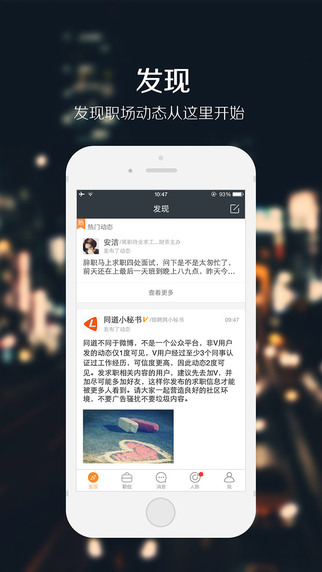 发现
发现职场动态从这里开始
10:47
93%
发现
热门动态
安洁
财务主办
发布了动态
辞职马上求职四处面试，问下是不是太匆忙了，
前天还在上最后一天班到晚上八九点，昨天今...
查看更多
同道小秘书 V/猎聘网小秘书 09:47
发布了动态
同道不同于微博，不是一个公众平台，非V用户
发的动态仅1度可见，V用户经过至少3个同事认
证过工作经历，可信度更高，因此动态2度可
见。发求职相关内容的用户，建议先去加V，并
加尽可能多加好友，这样你发布的求职信息才能
被更多人看到。请大家一起营造良好的社区环
境，不要广告骚扰不要垃圾内容。
发现 职位 消息 人脉 我